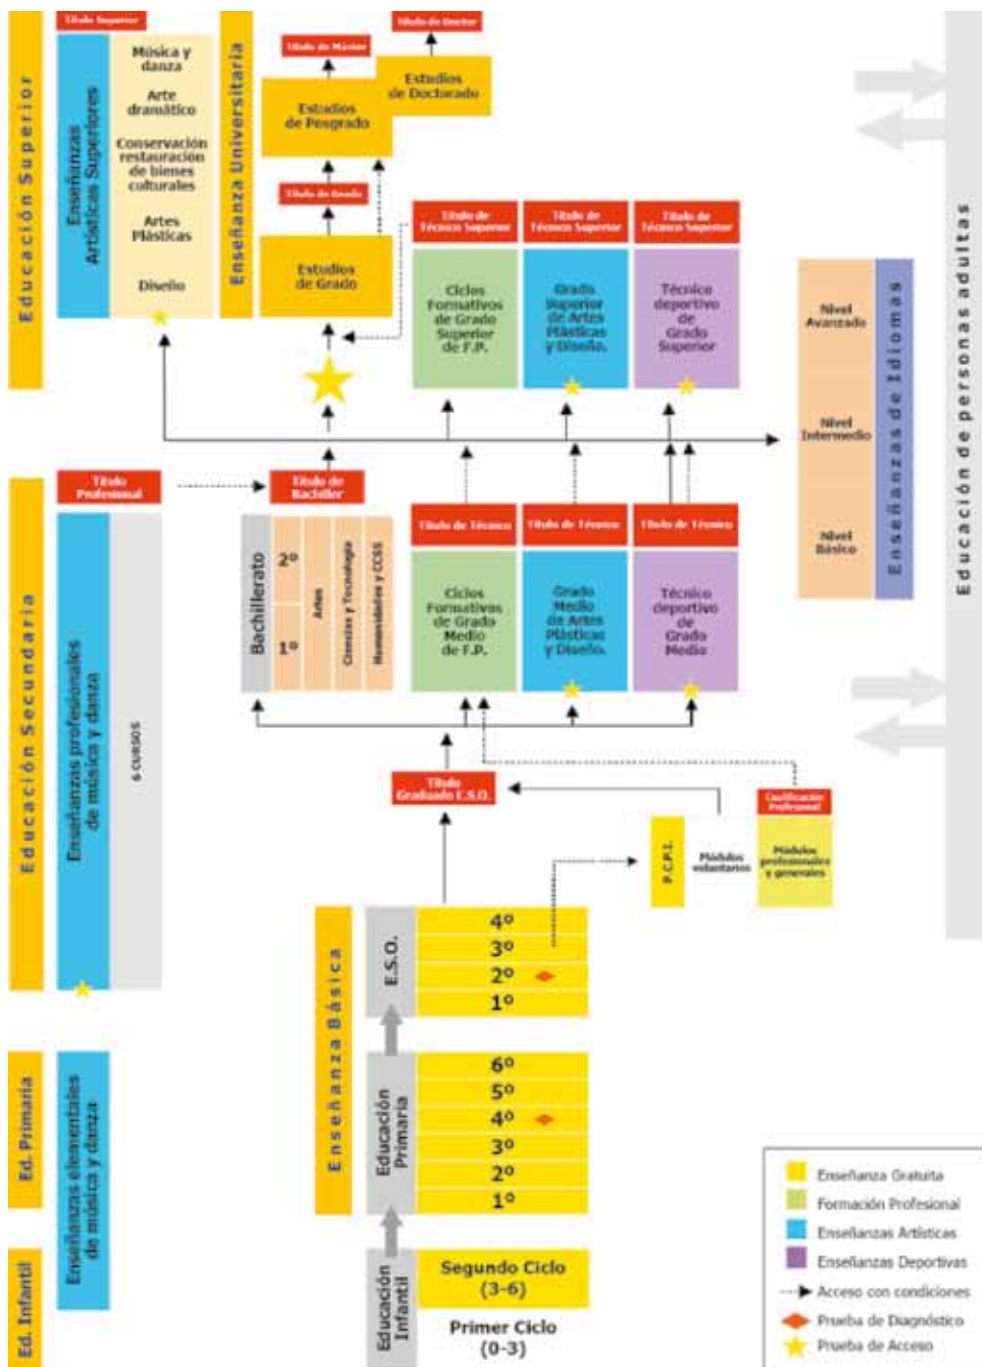 Educación Superior
Título Superior
Enseñanzas
Artísticas Superiores
Música y
danza
Arte
dramático
Conservación
restauración
de bienes
culturales
Artes
Plásticas
Diseño
Enseñanza Universitaria
Título de Máster
Título de Doctor
Estudios
de Posgrado
Estudios
de Doctorado
Título de Grado
Estudios
de Grado
Título de
Técnico Superior
Ciclos
Formativos
de Grado
Superior
de F.P.
Título de
Técnico Superior
Grado
Superior
de Artes
Plásticas
y Diseño.
Título de
Técnico Superior
Técnico
deportivo
de
Grado
Superior
Nivel
Avanzado
Nivel
Intermedio
Nivel
Básico
Enseñanzas de Idiomas
Educación de personas adultas
Educación Secundaria
Título
Profesional
Enseñanzas profesionales
de música y danza
6 CURSOS
Título de
Bachiller
Bachillerato
2º
1º
Artes
Ciencias y Tecnología
Humanidades y CCSS
Título de Técnico
Ciclos
Formativos
de Grado
Medio
de F.P.
Título de Técnico
Grado
Medio
de Artes
Plásticas
y Diseño.
Título de Técnico
Técnico
deportivo
de
Grado
Medio
Título
Graduado E.S.O.
Cualificación
Profesional
P.C.P.I.
Módulos
voluntarios
Módulos
profesionales
y generales
Enseñanza Básica
E.S.O.
4º
3º
2º
1º
Ed. Primaria
Enseñanzas elementales
de música y danza
Educación
Primaria
6º
5º
4º
3º
2º
1º
Ed. Infantil
Educación
Infantil
Segundo Ciclo
(3-6)
Primer Ciclo
(0-3)
Enseñanza Gratuita
Formación Profesional
Enseñanzas Artísticas
Enseñanzas Deportivas
Acceso con condiciones
Prueba de Diagnóstico
Prueba de Acceso